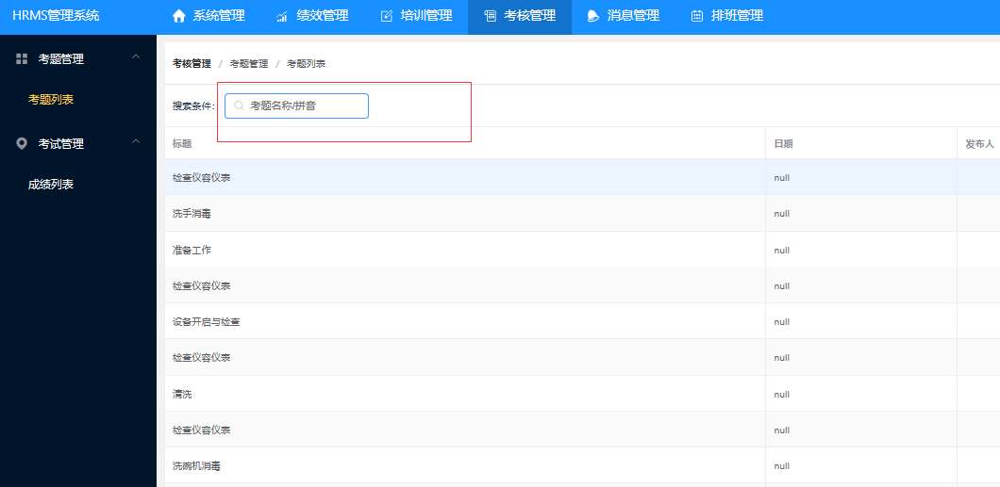 HRMS管理系统 系统管理 绩效管理 培训管理 考核管理 消息管理 排班管理
考题管理
考题列表
考试管理
成绩列表
考核管理 / 考题管理 / 考题列表
搜索条件: 考题名称/拼音
标题 日期 发布人
检查仪容仪表 null
洗手消毒 null
准备工作 null
检查仪容仪表 null
设备开启与检查 null
检查仪容仪表 null
清洗 null
检查仪容仪表 null
洗碗机消毒 null